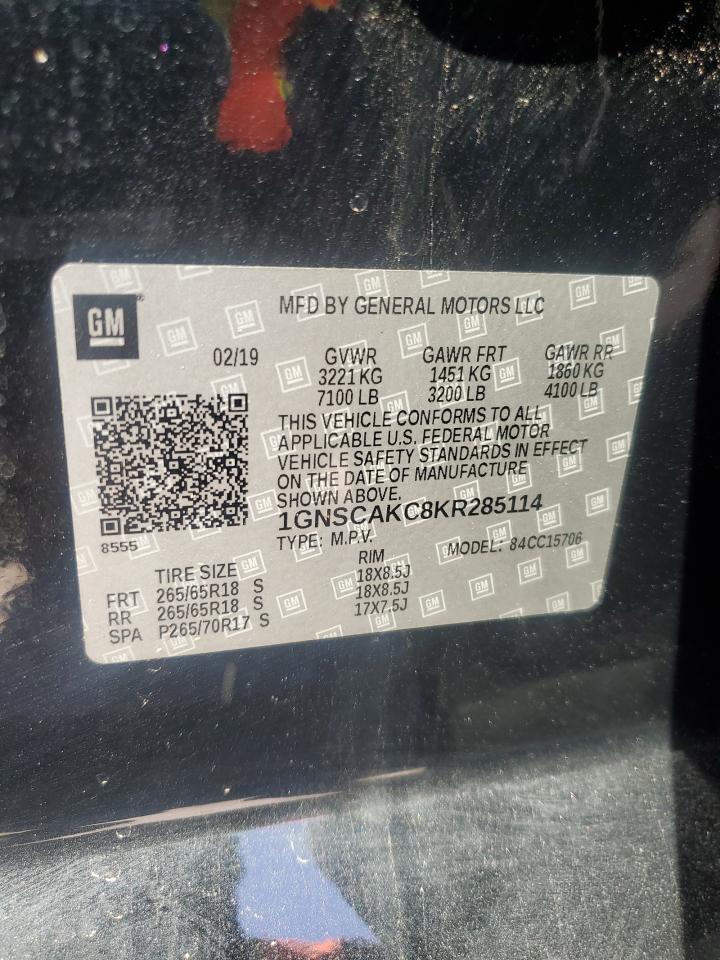 GM
MFD BY GENERAL MOTORS LLC
02/19 GVWR GAWR FRT GAWR RR
3221 KG 1451 KG 1860 KG
7100 LB 3200 LB 4100 LB
THIS VEHICLE CONFORMS TO ALL
APPLICABLE U.S. FEDERAL MOTOR
VEHICLE SAFETY STANDARDS IN EFFECT
ON THE DATE OF MANUFACTURE
SHOWN ABOVE.
1GNSCAKC8KR285114
8555
TYPE: M.P.V. MODEL: 84CC15706
TIRE SIZE RIM
FRT 265/65R18 S 18X8.5J
RR 265/65R18 S 18X8.5J
SPA P265/70R17 S 17X7.5J